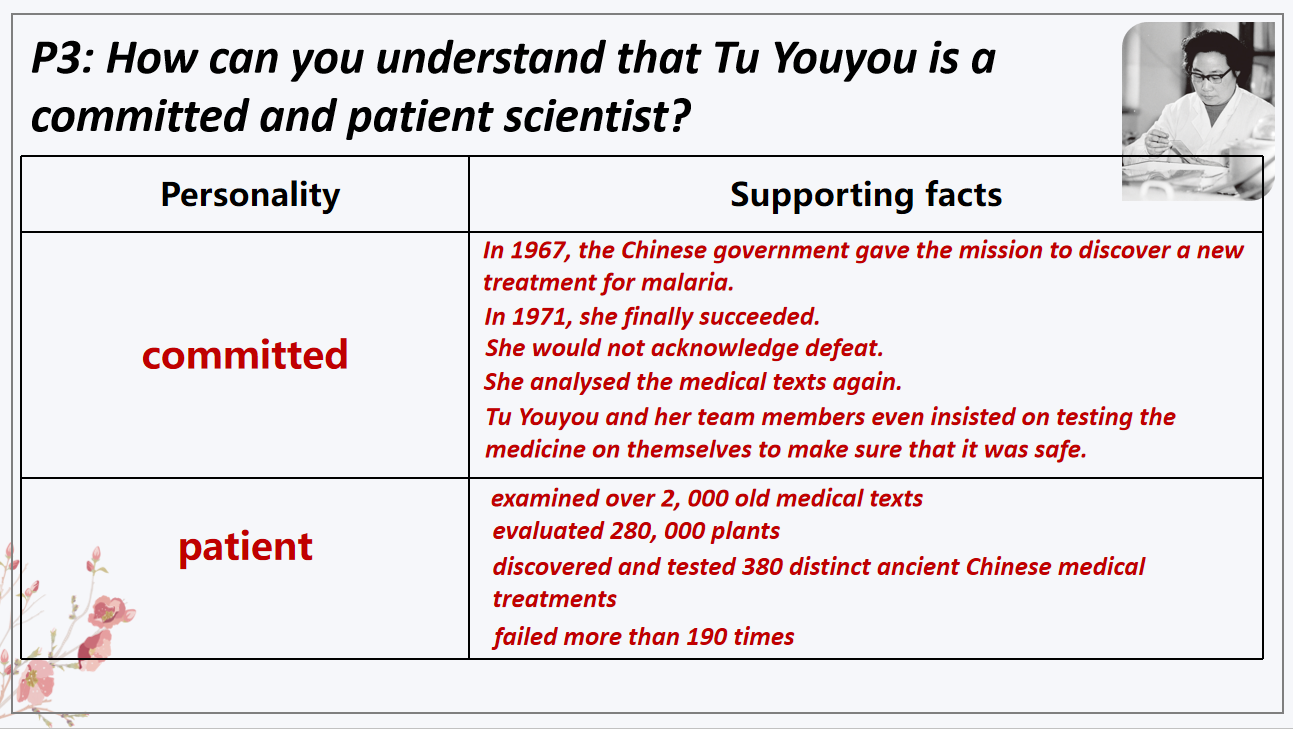 P3: How can you understand that Tu Youyou is a
committed and patient scientist?
Personality
Supporting facts
committed
In 1967, the Chinese government gave the mission to discover a new
treatment for malaria.
In 1971, she finally succeeded.
She would not acknowledge defeat.
She analysed the medical texts again.
Tu Youyou and her team members even insisted on testing the
medicine on themselves to make sure that it was safe.
patient
examined over 2, 000 old medical texts
evaluated 280, 000 plants
discovered and tested 380 distinct ancient Chinese medical
treatments
failed more than 190 times